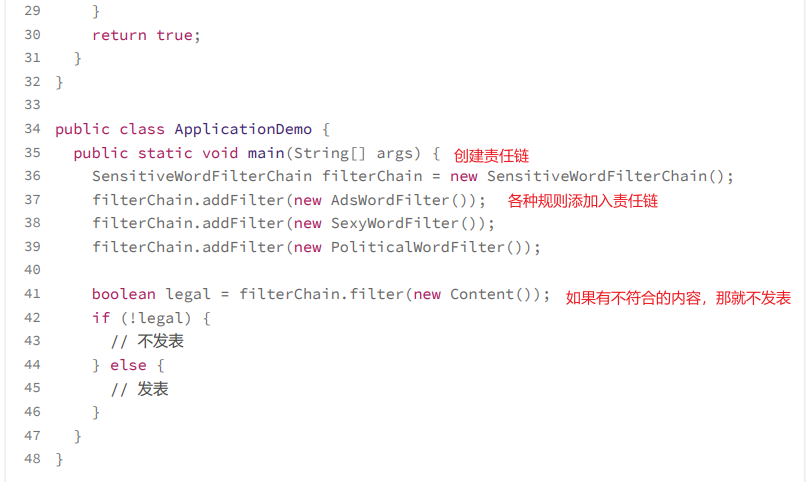 29     }
30     return true;
31   }
32 }
33
34 public class ApplicationDemo {
35   public static void main(String[] args) { 创建责任链
36     SensitiveWordFilterChain filterChain = new SensitiveWordFilterChain();
37     filterChain.addFilter(new AdsWordFilter()); 各种规则添加入责任链
38     filterChain.addFilter(new SexyWordFilter());
39     filterChain.addFilter(new PoliticalWordFilter());
40
41     boolean legal = filterChain.filter(new Content()); 如果有不符合的内容，那就不发表
42     if (!legal) {
43       // 不发表
44     } else {
45       // 发表
46     }
47   }
48 }